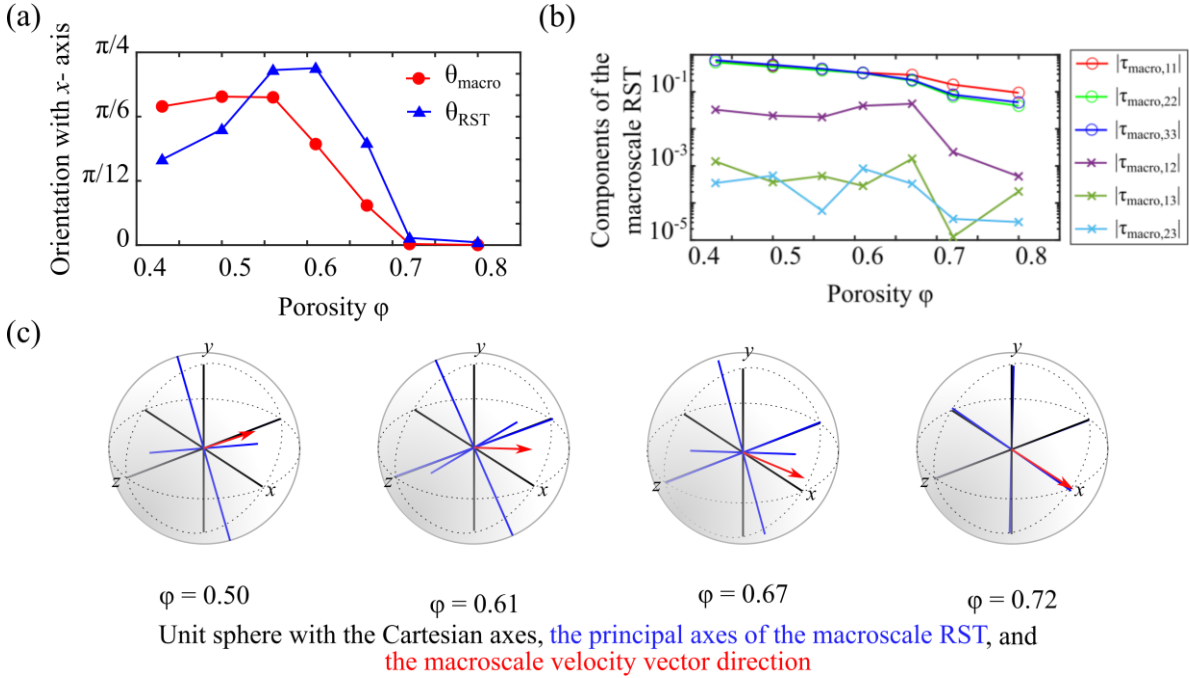 (a)
Orientation with x- axis
π/4
π/6
π/12
0
0.4 0.5 0.6 0.7 0.8
Porosity φ
θmacro
θRST
(b)
Components of the
macroscale RST
10-1
10-3
10-5
0.4 0.5 0.6 0.7 0.8
Porosity φ
|τmacro,11|
|τmacro,22|
|τmacro,33|
|τmacro,12|
|τmacro,13|
|τmacro,23|
(c)
y y y y
z x z x z x z x
φ = 0.50 φ = 0.61 φ = 0.67 φ = 0.72
Unit sphere with the Cartesian axes, the principal axes of the macroscale RST, and
the macroscale velocity vector direction